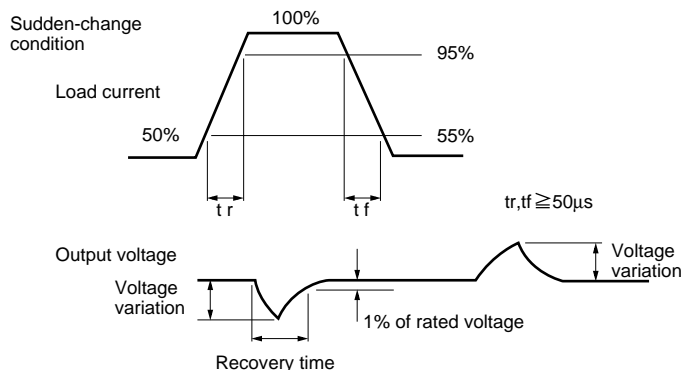 Sudden-change
condition
100%
95%
Load current
50%
55%
t r
t f
tr,tf≧50μs
Output voltage
Voltage
variation
Voltage
variation
1% of rated voltage
Recovery time